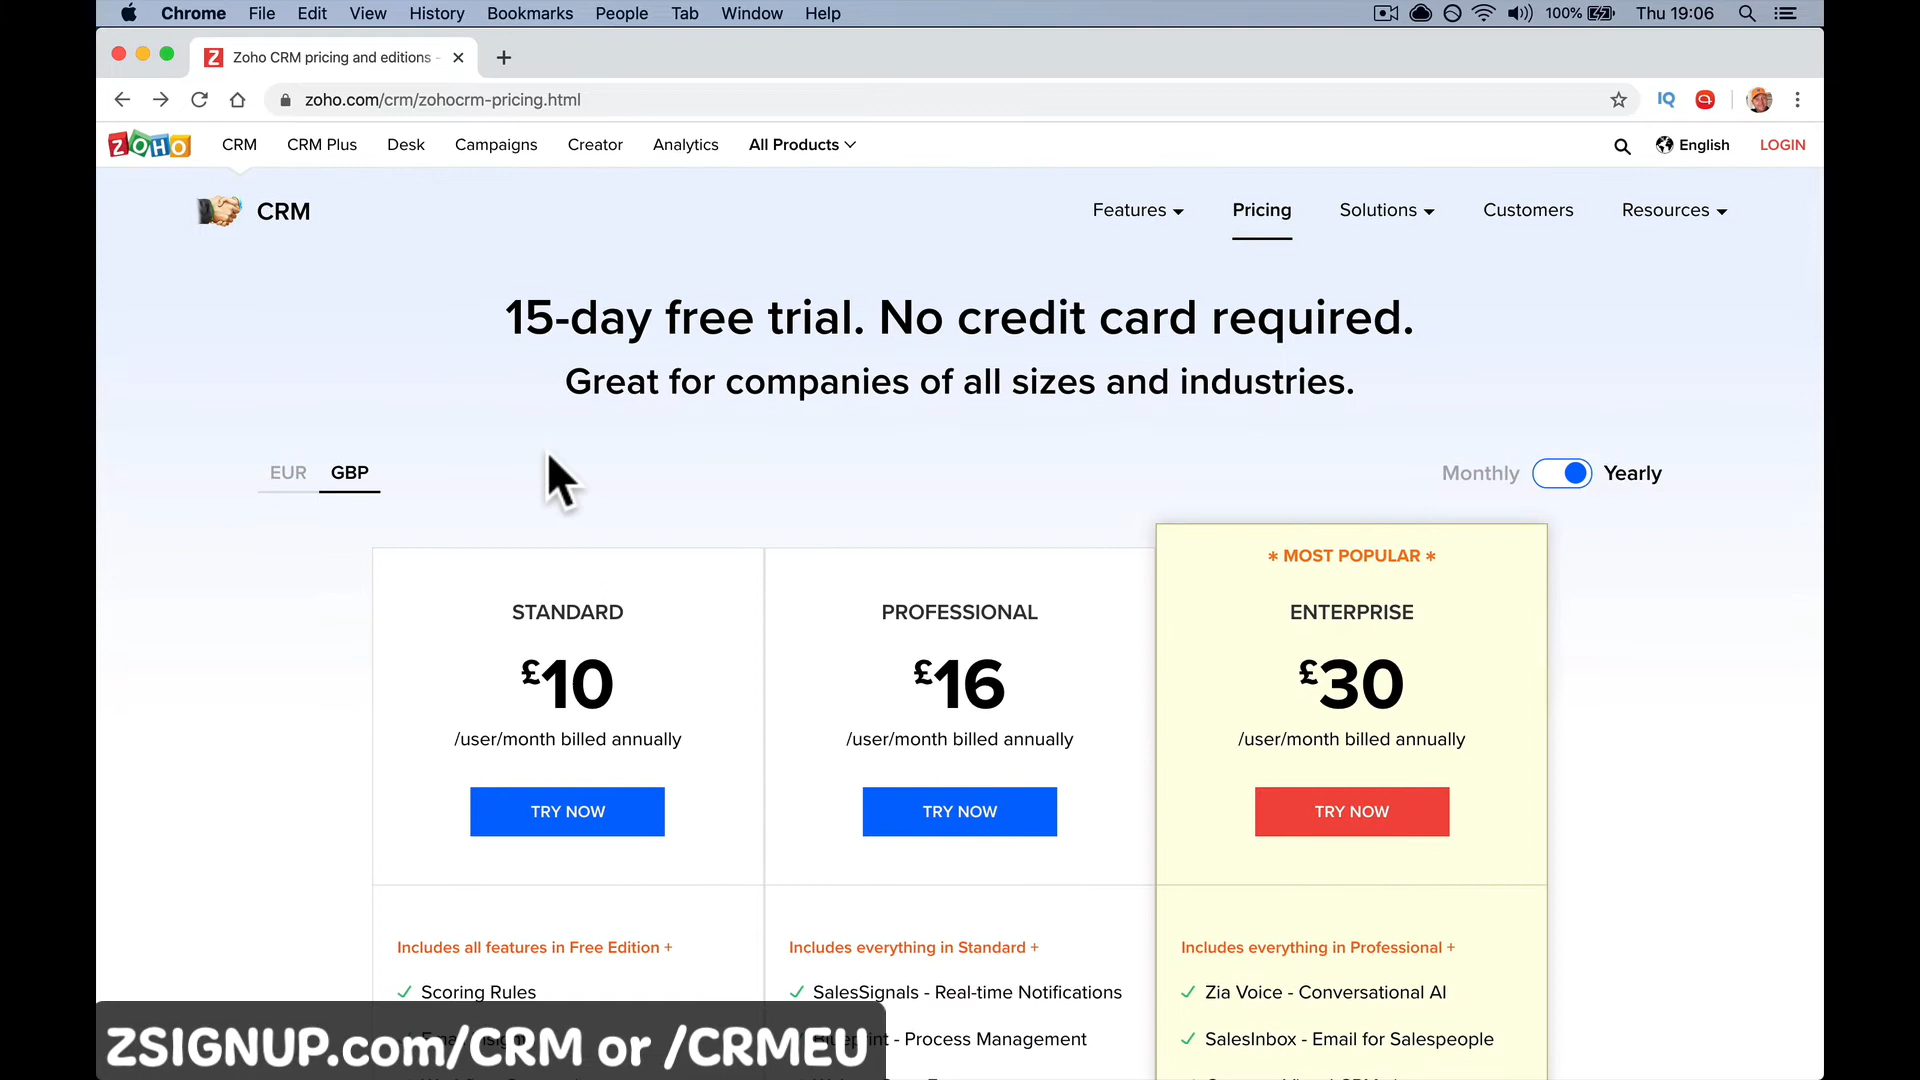 Chrome File Edit View History Bookmarks People Tab Window Help 100% Thu 19:06
Zoho CRM pricing and editions -
zoho.com/crm/zohocrm-pricing.html IQ
ZOHO CRM CRM Plus Desk Campaigns Creator Analytics All Products English LOGIN
CRM Features Pricing Solutions Customers Resources
15-day free trial. No credit card required.
Great for companies of all sizes and industries.
EUR GBP Monthly Yearly
* MOST POPULAR *
STANDARD PROFESSIONAL ENTERPRISE
£10 £16 £30
/user/month billed annually /user/month billed annually /user/month billed annually
TRY NOW TRY NOW TRY NOW
Includes all features in Free Edition + Includes everything in Standard + Includes everything in Professional +
Scoring Rules SalesSignals - Real-time Notifications Zia Voice - Conversational AI
- Process Management SalesInbox - Email for Salespeople
ZSIGNUP.com/CRM or /CRMEU